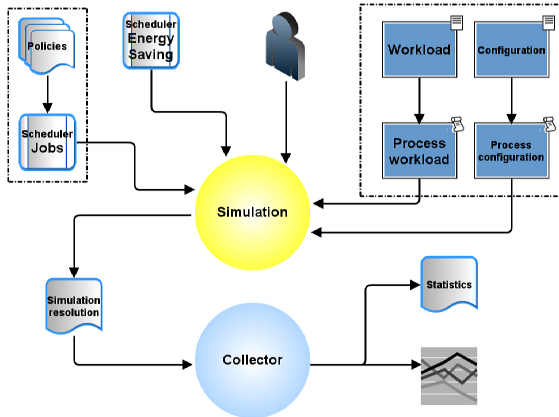 Policies
Scheduler
Energy
Saving
Workload
Configuration
Scheduler
Jobs
Process
workload
Process
configuration
Simulation
Simulation
resolution
Statistics
Collector